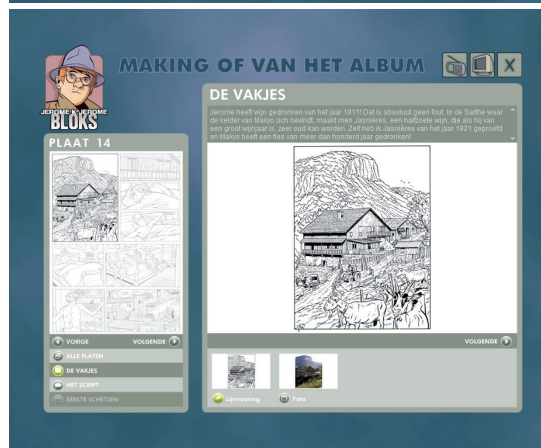 MAKING OF VAN HET ALBUM
X
JEROME K. JEROME
BLOKS
DE VAKJES
Jerome heeft wijn gedronken van het jaar 1911! Dat is absoluut geen fout. In de Sarthe waar
de kelder van Makyo zich bevindt, maakt men Jasnières, een halfzoete wijn, die als hij van
een groot wijnjaar is, zeer oud kan worden. Zelf heb ik Jasnières van het jaar 1921 geproefd
en Makyo heeft een fles van meer dan honderd jaar gedronken!
PLAAT 14
VORIGE
VOLGENDE
ALLE PLATEN
DE VAKJES
HET SCRIPT
EERSTE SCHETSEN
VOLGENDE
Lijnvoering
Foto